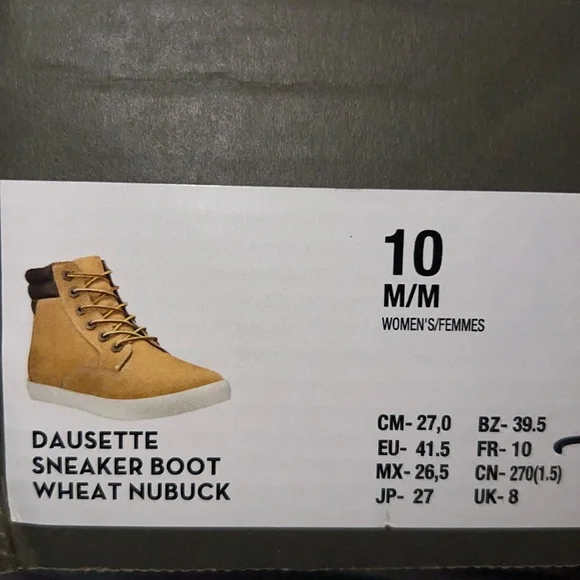 10
M/M
WOMEN'S/FEMMES
DAUSETTE
SNEAKER BOOT
WHEAT NUBUCK
CM- 27,0 BZ- 39.5
EU- 41.5 FR- 10
MX- 26,5 CN- 270(1.5)
JP- 27 UK- 8